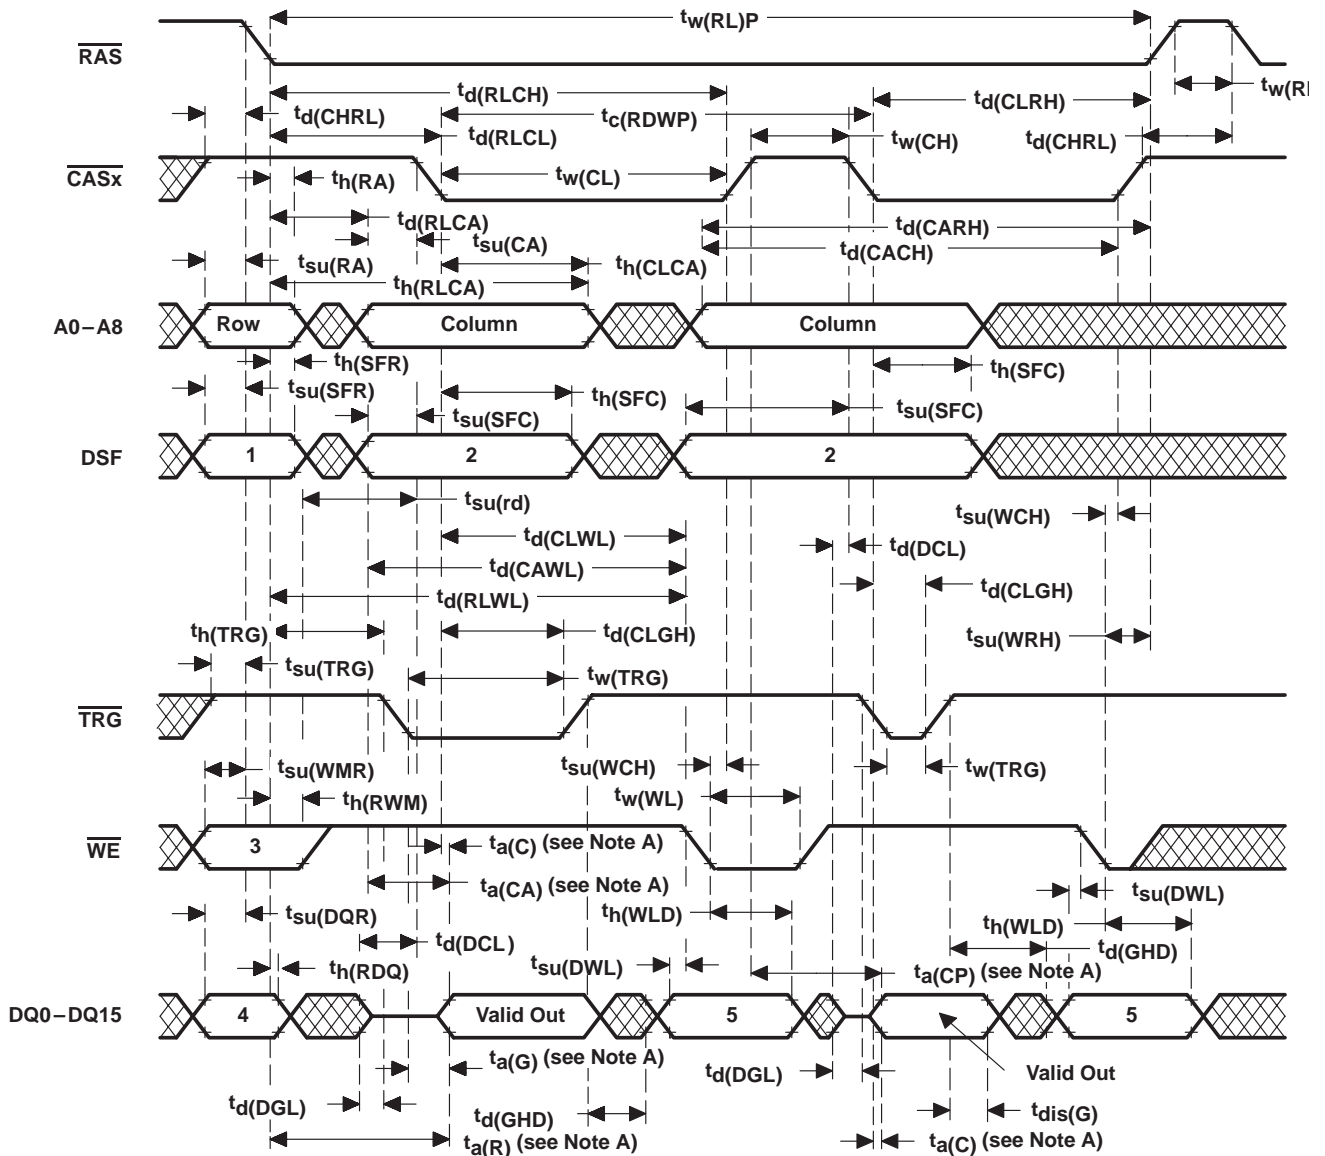 tw(RL)P
RAS
td(RLCH)
td(CLRH)
td(CHRL)
tc(RDWP)
td(RLCL)
tw(CH)
td(CHRL)
CASx
th(RA)
tw(CL)
td(RLCA)
td(CARH)
tsu(CA)
td(CACH)
tsu(RA)
th(CLCA)
th(RLCA)
A0–A8
Row
Column
Column
th(SFR)
th(SFC)
tsu(SFR)
th(SFC)
tsu(SFC)
tsu(SFC)
DSF
1
2
2
tsu(rd)
tsu(WCH)
td(CLWL)
td(DCL)
td(CAWL)
td(CLGH)
td(RLWL)
th(TRG)
td(CLGH)
tsu(WRH)
tsu(TRG)
tw(TRG)
TRG
tsu(WMR)
tsu(WCH)
tw(TRG)
th(RWM)
tw(WL)
WE
3
ta(C) (see Note A)
ta(CA) (see Note A)
tsu(DWL)
tsu(DQR)
th(WLD)
th(WLD)
td(DCL)
td(GHD)
th(RDQ)
tsu(DWL)
ta(CP) (see Note A)
DQ0–DQ15
4
Valid Out
5
5
ta(G) (see Note A)
td(DGL)
Valid Out
td(DGL)
td(GHD)
tdis(G)
ta(R) (see Note A)
ta(C) (see Note A)